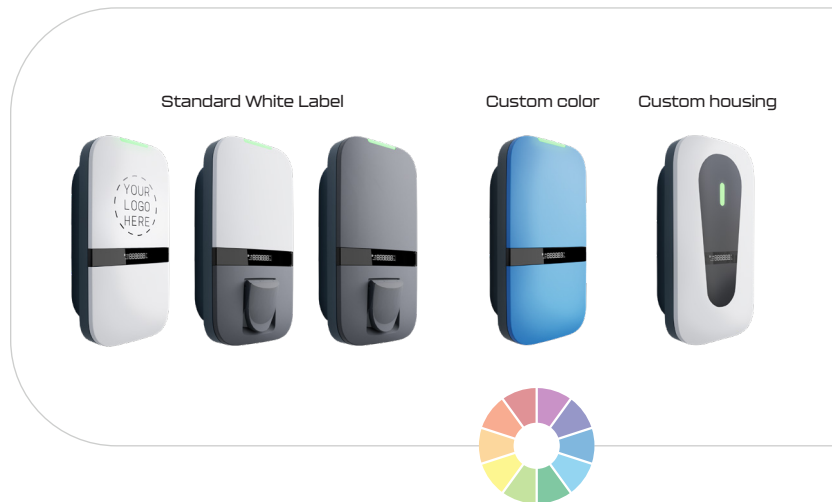 Standard White Label
Custom color
Custom housing
YOUR
LOGO
HERE